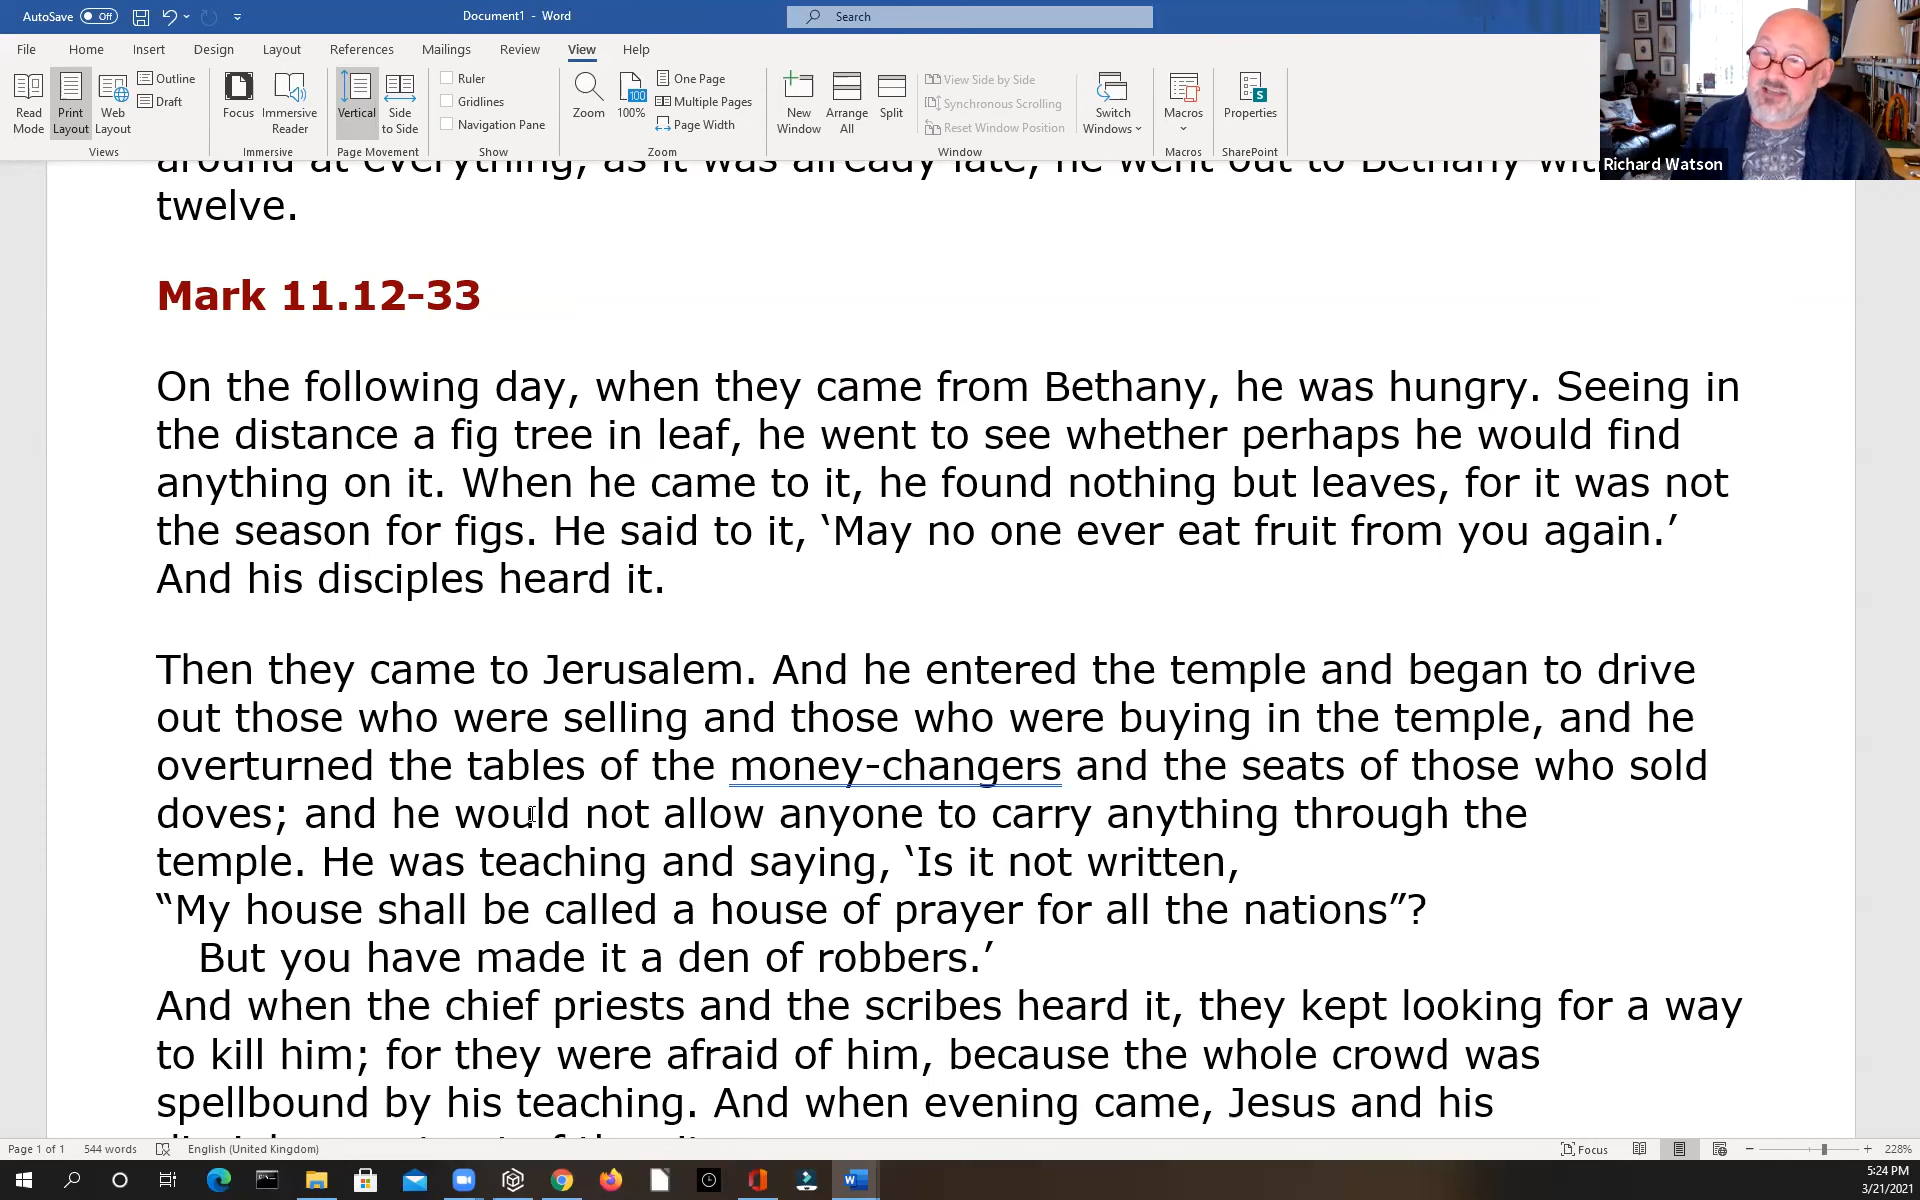 AutoSave Off Document1 - Word Search
File Home Insert Design Layout References Mailings Review View Help
Read Mode
Print Layout
Web Layout
Outline
Draft
Views
Focus
Immersive Reader
Immersive
Vertical
Side to Side
Page Movement
Ruler
Gridlines
Navigation Pane
Show
Zoom
100
100%
One Page
Multiple Pages
Page Width
Zoom
New Window
Arrange All
Split
View Side by Side
Synchronous Scrolling
Reset Window Position
Window
Switch Windows
Macros
Macros
S
Properties
SharePoint
Richard Watson
around at everything, as it was already late, he went out to Bethany
twelve.
Mark 11.12-33
On the following day, when they came from Bethany, he was hungry. Seeing in
the distance a fig tree in leaf, he went to see whether perhaps he would find
anything on it. When he came to it, he found nothing but leaves, for it was not
the season for figs. He said to it, ‘May no one ever eat fruit from you again.’
And his disciples heard it.
Then they came to Jerusalem. And he entered the temple and began to drive
out those who were selling and those who were buying in the temple, and he
overturned the tables of the money-changers and the seats of those who sold
doves; and he would not allow anyone to carry anything through the
temple. He was teaching and saying, ‘Is it not written,
“My house shall be called a house of prayer for all the nations”?
But you have made it a den of robbers.’
And when the chief priests and the scribes heard it, they kept looking for a way
to kill him; for they were afraid of him, because the whole crowd was
spellbound by his teaching. And when evening came, Jesus and his
Page 1 of 1 544 words English (United Kingdom) Focus 228%
5:24 PM
3/21/2021